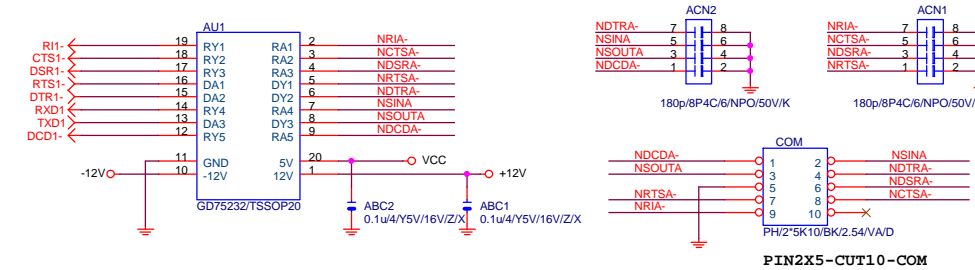 AU1
RI1- 19 RY1 RA1 2 NRIA-
CTS1- 18 RY2 RA2 3 NCTSA-
DSR1- 17 RY3 RA3 4 NDSRA-
RTS1- 16 DA1 DY1 5 NRTSA-
DTR1- 15 DA2 DY2 6 NDTRA-
RXD1 14 RY4 RA4 7 NSINA
TXD1 13 DA3 DY3 8 NSOUTA
DCD1- 12 RY5 RA5 9 NDCDA-
11 GND 5V 20 VCC
-12V 10 -12V 12V 1 +12V
GD75232/TSSOP20
ABC2
0.1u/4/Y5V/16V/Z/X
ABC1
0.1u/4/Y5V/16V/Z/X
ACN2
NDTRA- 7 8
NSINA 5 6
NSOUTA 3 4
NDCDA- 1 2
180p/8P4C/6/NPO/50V/K
ACN1
NRIA- 7 8
NCTSA- 5 6
NDSRA- 3 4
NRTSA- 1 2
180p/8P4C/6/NPO/50V/
COM
NDCDA- 1 2 NSINA
NSOUTA 3 4 NDTRA-
5 6 NDSRA-
NRTSA- 7 8 NCTSA-
NRIA- 9 10
PH/2*5K10/BK/2.54/VA/D
PIN2X5-CUT10-COM